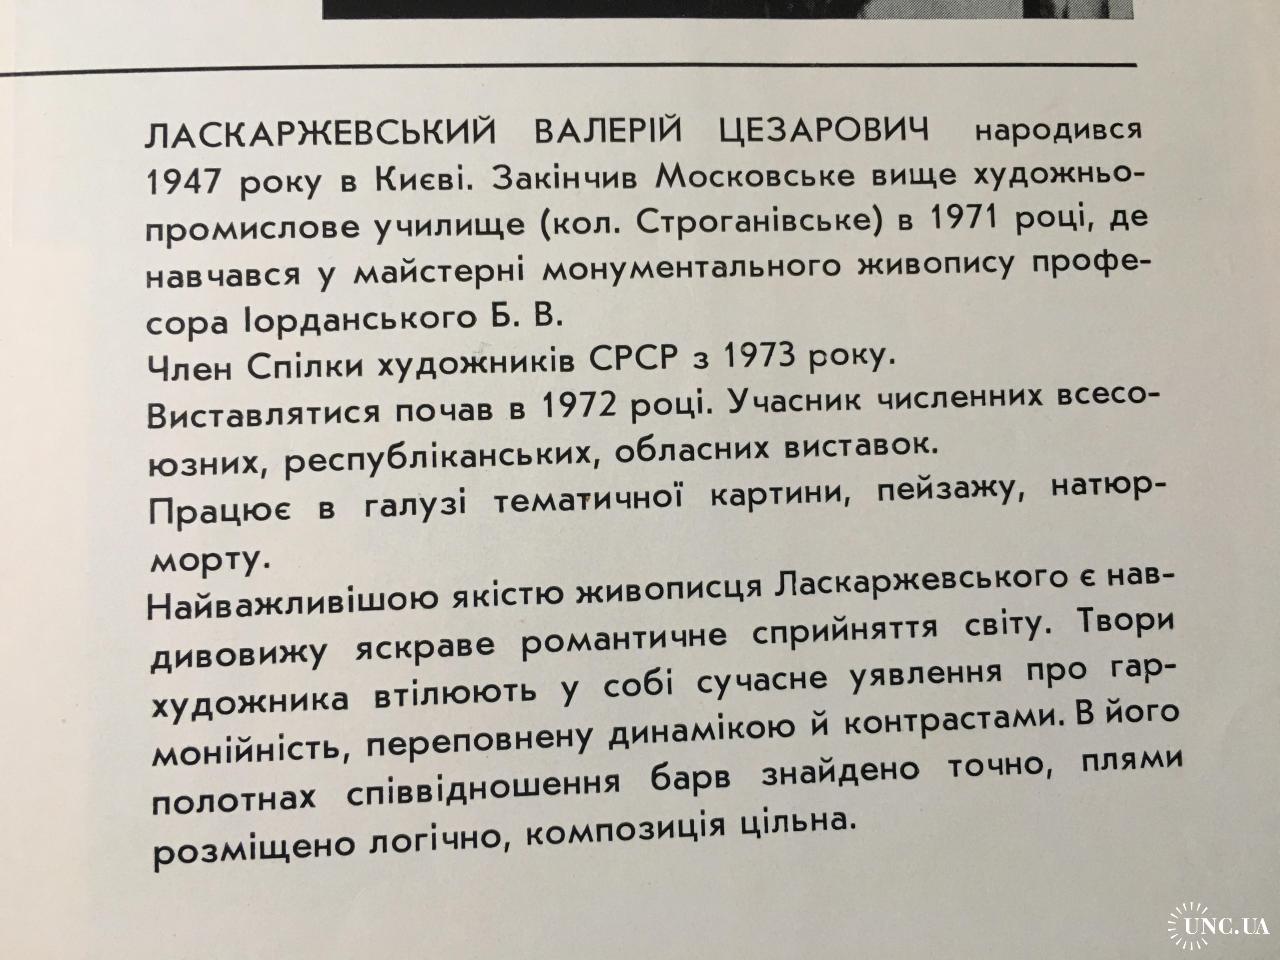 ЛАСКАРЖЕВСЬКИЙ ВАЛЕРІЙ ЦЕЗАРОВИЧ народився
1947 року в Києві. Закінчив Московське вище художньо-
промислове училище (кол. Строганівське) в 1971 році, де
навчався у майстерні монументального живопису профе-
сора Іорданського Б. В.
Член Спілки художників СРСР з 1973 року.
Виставлятися почав в 1972 році. Учасник численних всесо-
юзних, республіканських, обласних виставок.
Працює в галузі тематичної картини, пейзажу, натюр-
морту.
Найважливішою якістю живописця Ласкаржевського є нав-
дивовижу яскраве романтичне сприйняття світу. Твори
художника втілюють у собі сучасне уявлення про гар-
монійність, переповнену динамікою й контрастами. В його
полотнах співвідношення барв знайдено точно, плями
розміщено логічно, композиція цільна.
UNC.UA